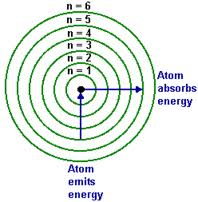 n = 6
n = 5
n = 4
n = 3
n = 2
n = 1
Atom
absorbs
energy
Atom
emits
energy